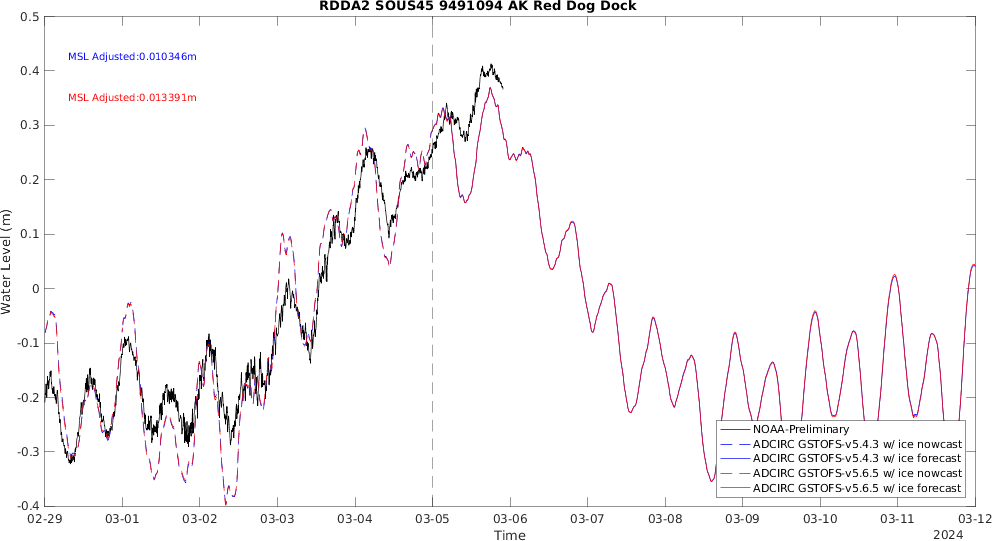 RDDA2 SOUS45 9491094 AK Red Dog Dock
MSL Adjusted:0.010346m
MSL Adjusted:0.013391m
Water Level (m)
0.5
0.4
0.3
0.2
0.1
0
-0.1
-0.2
-0.3
-0.4
NOAA-Preliminary
ADCIRC GSTOFS-v5.4.3 w/ ice nowcast
ADCIRC GSTOFS-v5.4.3 w/ ice forecast
ADCIRC GSTOFS-v5.6.5 w/ ice nowcast
ADCIRC GSTOFS-v5.6.5 w/ ice forecast
02-29 03-01 03-02 03-03 03-04 03-05 03-06 03-07 03-08 03-09 03-10 03-11 03-12
Time
2024